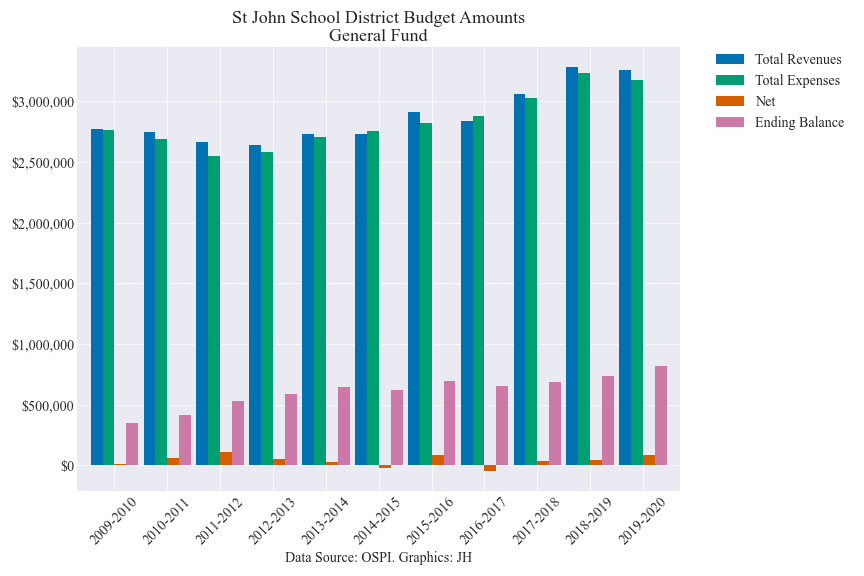 St John School District Budget Amounts
General Fund
Total Revenues
Total Expenses
Net
Ending Balance
$3,000,000
$2,500,000
$2,000,000
$1,500,000
$1,000,000
$500,000
$0
2009-2010
2010-2011
2011-2012
2012-2013
2013-2014
2014-2015
2015-2016
2016-2017
2017-2018
2018-2019
2019-2020
Data Source: OSPI. Graphics: JH